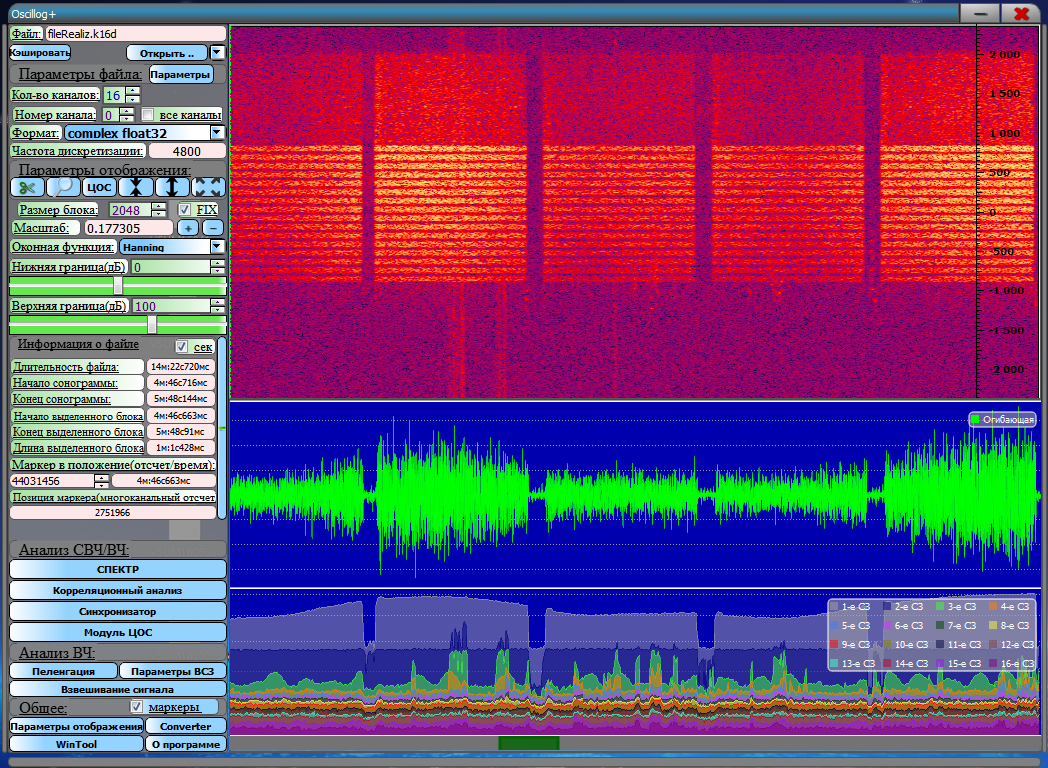 Oscillog+
Файл: fileRealiz.k16d
Кэшировать Открыть ..
Параметры файла: Параметры
Кол-во каналов: 16
Номер канала: 0 все каналы
Формат: complex float32
Частота дискретизации: 4800
Параметры отображения:
ЦОС
Размер блока: 2048 FIX
Масштаб: 0.177305 + −
Оконная функция: Hanning
Нижняя граница(дБ) 0
Верхняя граница(дБ) 100
Информация о файле сек
Длительность файла: 14м:22с720мс
Начало сонограммы: 4м:46с716мс
Конец сонограммы: 5м:48с144мс
Начало выделенного блока 4м:46с663мс
Конец выделенного блока 5м:48с91мс
Длина выделенного блока 1м:1с428мс
Маркер в положение(отсчет/время):
44031456 4м:46с663мс
Позиция маркера(многоканальный отсчет
2751966
Анализ СВЧ/ВЧ:
СПЕКТР
Корреляционный анализ
Синхронизатор
Модуль ЦОС
Анализ ВЧ:
Пеленгация Параметры ВСЗ
Взвешивание сигнала
Общее: маркеры
Параметры отображения Converter
WinTool О программе
2 000
1 500
1 000
500
0
-500
-1 000
-1 500
-2 000
Огибающая
1-е СЗ 2-е СЗ 3-е СЗ 4-е СЗ
5-е СЗ 6-е СЗ 7-е СЗ 8-е СЗ
9-е СЗ 10-е СЗ 11-е СЗ 12-е СЗ
13-е СЗ 14-е СЗ 15-е СЗ 16-е СЗ